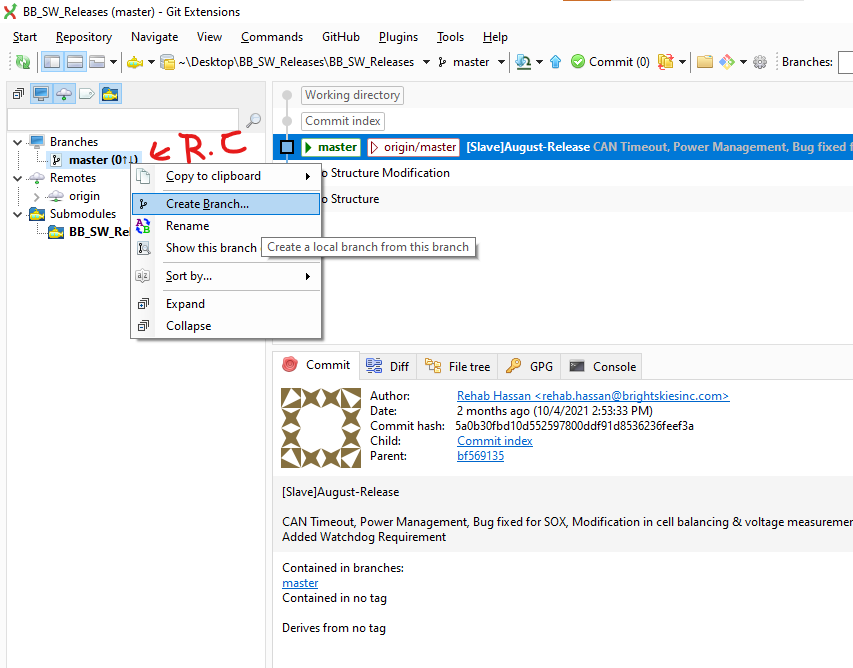 BB_SW_Releases (master) - Git Extensions
Start Repository Navigate View Commands GitHub Plugins Tools Help
~\Desktop\BB_SW_Releases\BB_SW_Releases master Commit (0) Branches:
Working directory
Commit index
Branches
R.C
master (0↑↓)
master origin/master [Slave]August-Release CAN Timeout, Power Management, Bug fixed f
Remotes
origin
Submodules
BB_SW_Re
Copy to clipboard
Create Branch...
Rename
Show this branch
Sort by...
Expand
Collapse
Create a local branch from this branch
o Structure Modification
o Structure
Commit Diff File tree GPG Console
Author: Rehab Hassan <rehab.hassan@brightskiesinc.com>
Date: 2 months ago (10/4/2021 2:53:33 PM)
Commit hash: 5a0b30fbd10d552597800ddf91d8536236feef3a
Child: Commit index
Parent: bf569135
[Slave]August-Release
CAN Timeout, Power Management, Bug fixed for SOX, Modification in cell balancing & voltage measuremen
Added Watchdog Requirement
Contained in branches:
master
Contained in no tag
Derives from no tag